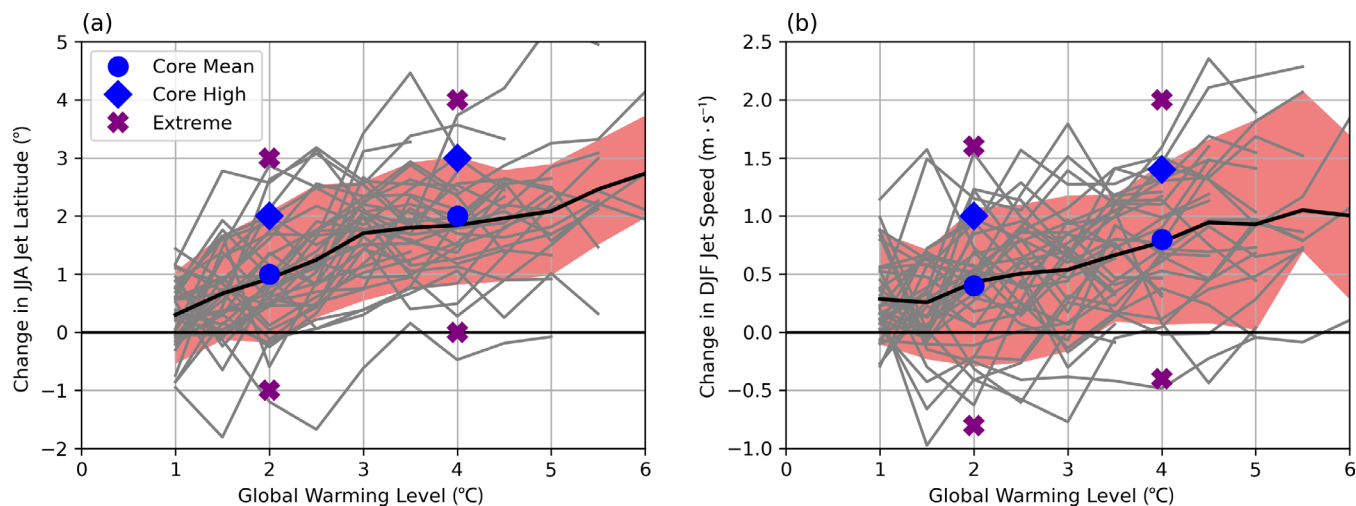 (a)
5
4
3
2
1
0
−1
−2
Change in JJA Jet Latitude (°)
Core Mean
Core High
Extreme
0 1 2 3 4 5 6
Global Warming Level (°C)
(b)
2.5
2.0
1.5
1.0
0.5
0.0
−0.5
−1.0
Change in DJF Jet Speed (m · s⁻¹)
0 1 2 3 4 5 6
Global Warming Level (°C)